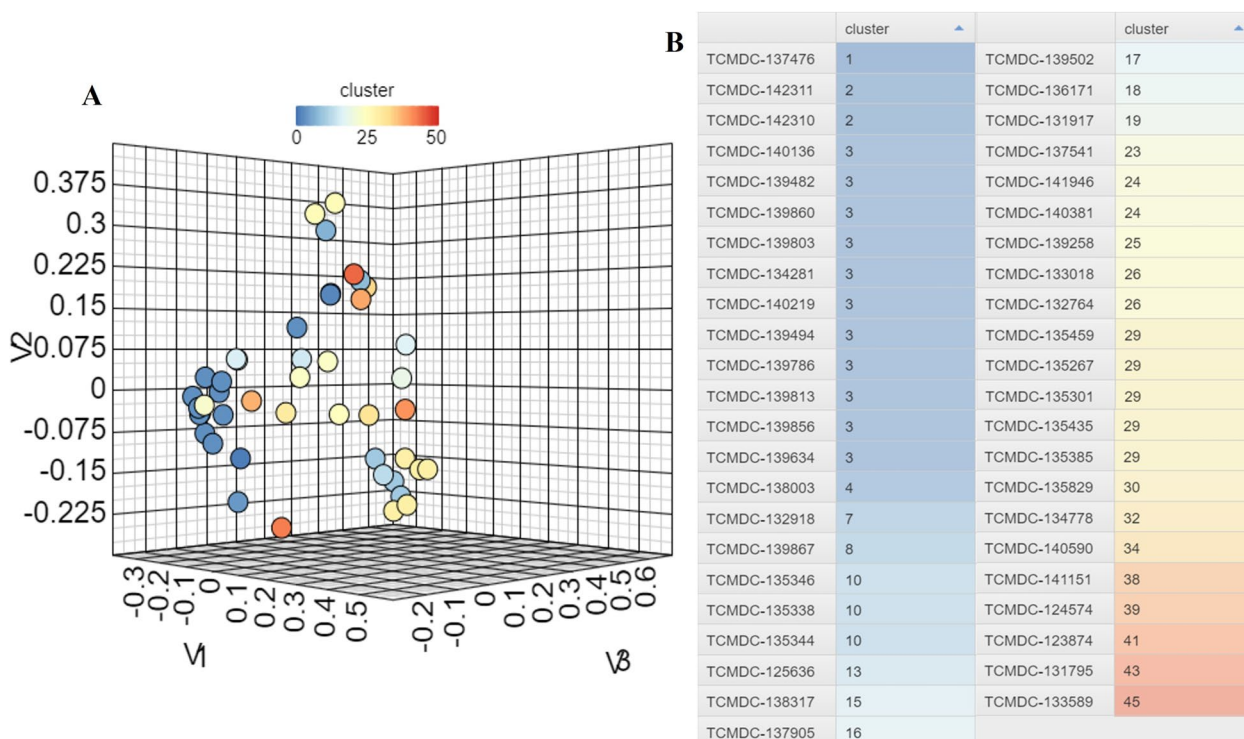 A
cluster
0 25 50
0.375
0.3
0.225
0.15
0.075
0
-0.075
-0.15
-0.225
V2
-0.3 -0.2 -0.1 0 0.1 0.2 0.3 0.4 0.5
V1
-0.2 -0.1 0 0.1 0.2 0.3 0.4 0.5 0.6
V3
B
cluster cluster
TCMDC-137476 1 TCMDC-139502 17
TCMDC-142311 2 TCMDC-136171 18
TCMDC-142310 2 TCMDC-131917 19
TCMDC-140136 3 TCMDC-137541 23
TCMDC-139482 3 TCMDC-141946 24
TCMDC-139860 3 TCMDC-140381 24
TCMDC-139803 3 TCMDC-139258 25
TCMDC-134281 3 TCMDC-133018 26
TCMDC-140219 3 TCMDC-132764 26
TCMDC-139494 3 TCMDC-135459 29
TCMDC-139786 3 TCMDC-135267 29
TCMDC-139813 3 TCMDC-135301 29
TCMDC-139856 3 TCMDC-135435 29
TCMDC-139634 3 TCMDC-135385 29
TCMDC-138003 4 TCMDC-135829 30
TCMDC-132918 7 TCMDC-134778 32
TCMDC-139867 8 TCMDC-140590 34
TCMDC-135346 10 TCMDC-141151 38
TCMDC-135338 10 TCMDC-124574 39
TCMDC-135344 10 TCMDC-123874 41
TCMDC-125636 13 TCMDC-131795 43
TCMDC-138317 15 TCMDC-133589 45
TCMDC-137905 16